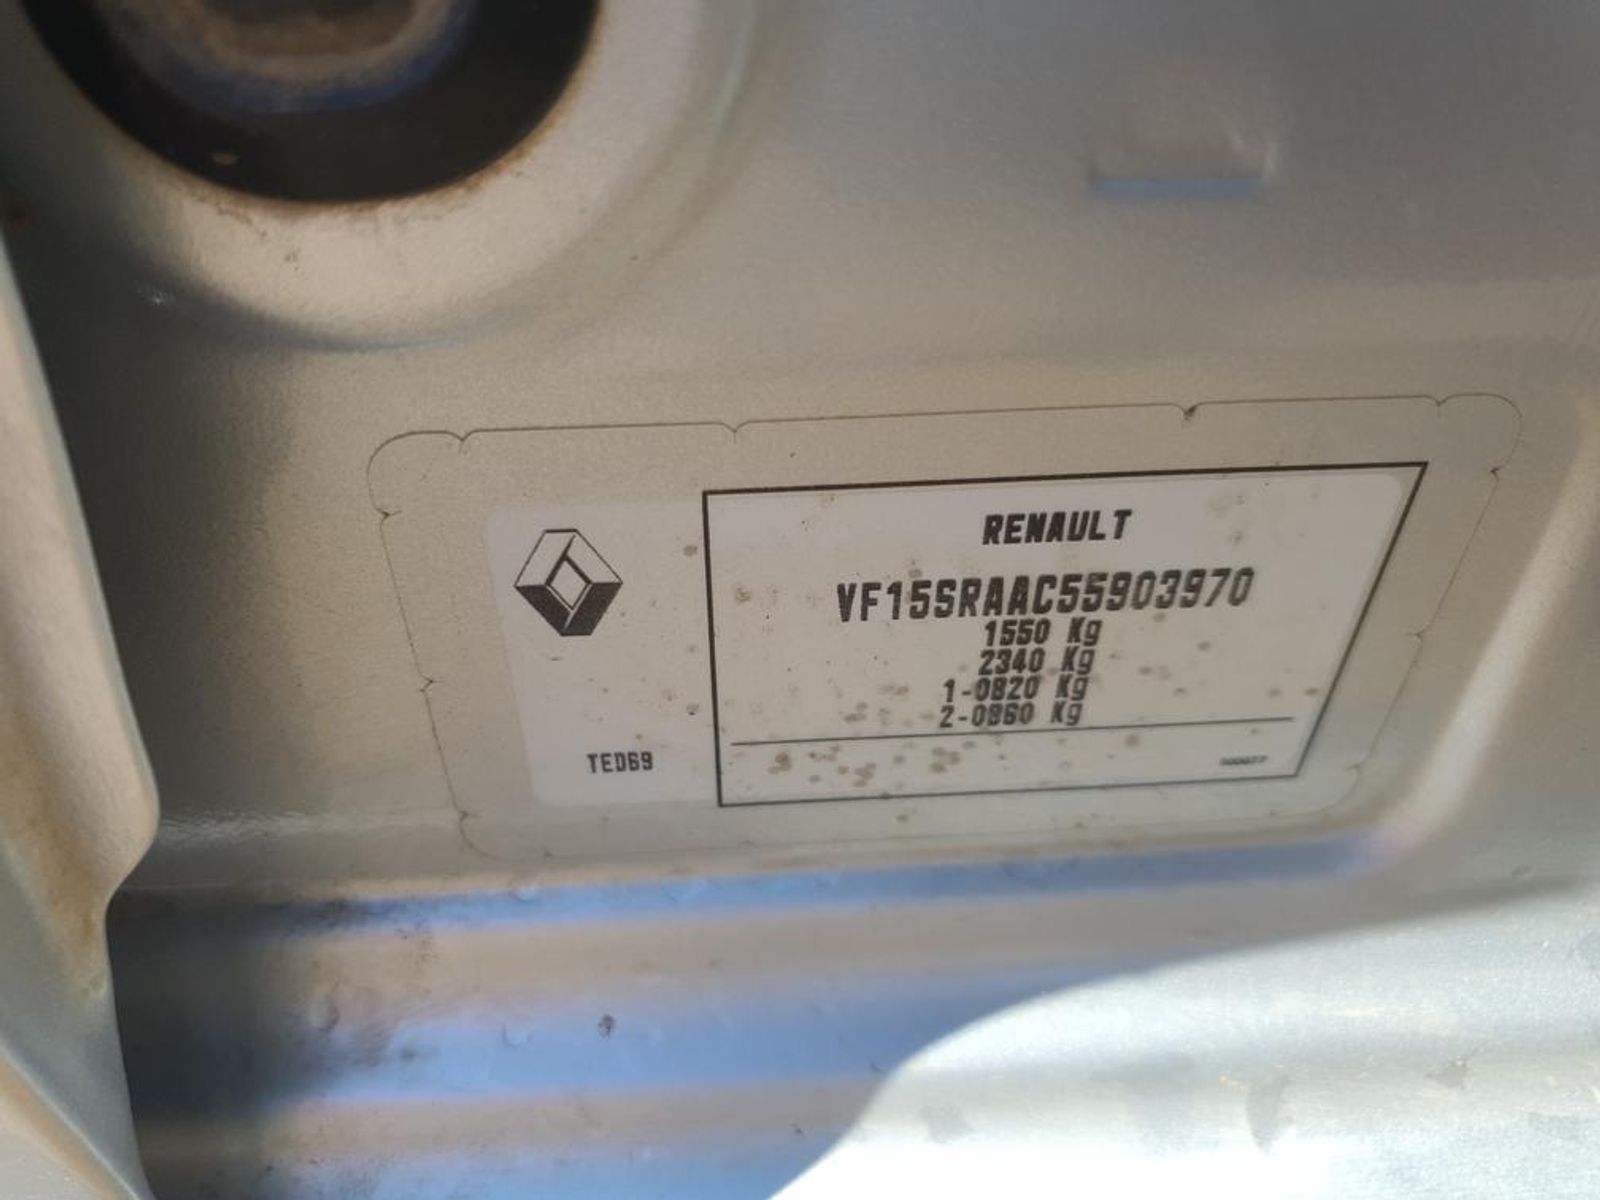 RENAULT
VF15SRAAC55903970
1550 Kg
2340 Kg
1-0820 Kg
2-0860 Kg
TED69